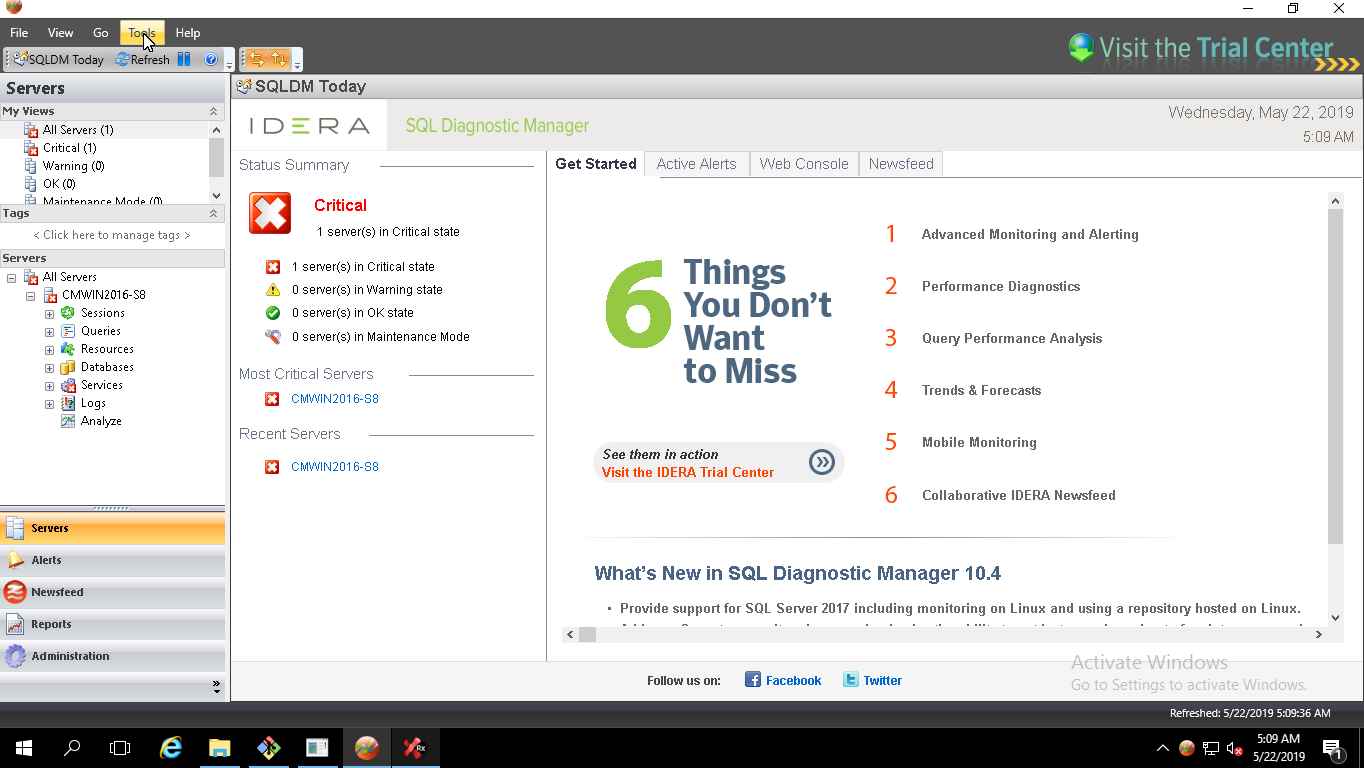 File View Go Tools Help
SQLDM Today Refresh
Visit the Trial Center
Servers
My Views
All Servers (1)
Critical (1)
Warning (0)
OK (0)
Maintenance Mode (0)
Tags
< Click here to manage tags >
Servers
All Servers
CMWIN2016-S8
Sessions
Queries
Resources
Databases
Services
Logs
Analyze
Servers
Alerts
Newsfeed
Reports
Administration
SQLDM Today
IDERA SQL Diagnostic Manager
Wednesday, May 22, 2019
5:09 AM
Status Summary
Critical
1 server(s) in Critical state
1 server(s) in Critical state
0 server(s) in Warning state
0 server(s) in OK state
0 server(s) in Maintenance Mode
Most Critical Servers
CMWIN2016-S8
Recent Servers
CMWIN2016-S8
Get Started Active Alerts Web Console Newsfeed
6 Things
You Don't
Want
to Miss
See them in action
Visit the IDERA Trial Center
1 Advanced Monitoring and Alerting
2 Performance Diagnostics
3 Query Performance Analysis
4 Trends & Forecasts
5 Mobile Monitoring
6 Collaborative IDERA Newsfeed
What's New in SQL Diagnostic Manager 10.4
• Provide support for SQL Server 2017 including monitoring on Linux and using a repository hosted on Linux.
Follow us on: Facebook Twitter
Activate Windows
Go to Settings to activate Windows.
Refreshed: 5/22/2019 5:09:36 AM
Rx
5:09 AM
5/22/2019
1